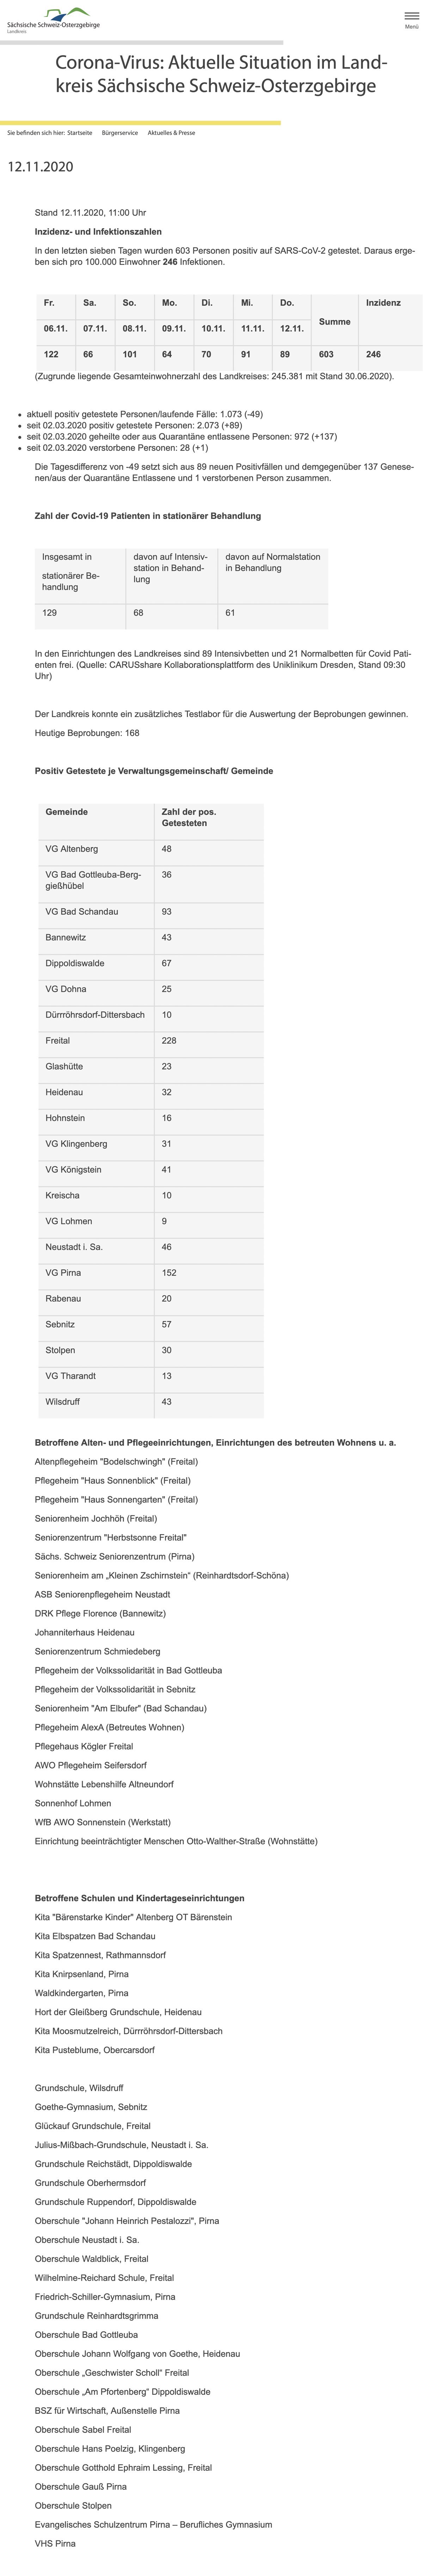 Sächsische Schweiz-Osterzgebirge
Landkreis
Menü
Corona-Virus: Aktuelle Situation im Land-
kreis Sächsische Schweiz-Osterzgebirge
Sie befinden sich hier: Startseite Bürgerservice Aktuelles & Presse
12.11.2020
Stand 12.11.2020, 11:00 Uhr
Inzidenz- und Infektionszahlen
In den letzten sieben Tagen wurden 603 Personen positiv auf SARS-CoV-2 getestet. Daraus erge-
ben sich pro 100.000 Einwohner 246 Infektionen.
Fr. Sa. So. Mo. Di. Mi. Do. Summe Inzidenz
06.11. 07.11. 08.11. 09.11. 10.11. 11.11. 12.11.
122 66 101 64 70 91 89 603 246
(Zugrunde liegende Gesamteinwohnerzahl des Landkreises: 245.381 mit Stand 30.06.2020).
• aktuell positiv getestete Personen/laufende Fälle: 1.073 (-49)
• seit 02.03.2020 positiv getestete Personen: 2.073 (+89)
• seit 02.03.2020 geheilte oder aus Quarantäne entlassene Personen: 972 (+137)
• seit 02.03.2020 verstorbene Personen: 28 (+1)
Die Tagesdifferenz von -49 setzt sich aus 89 neuen Positivfällen und demgegenüber 137 Genese-
nen/aus der Quarantäne Entlassene und 1 verstorbenen Person zusammen.
Zahl der Covid-19 Patienten in stationärer Behandlung
Insgesamt in
stationärer Be-
handlung
davon auf Intensiv-
station in Behand-
lung
davon auf Normalstation
in Behandlung
129 68 61
In den Einrichtungen des Landkreises sind 89 Intensivbetten und 21 Normalbetten für Covid Pati-
enten frei. (Quelle: CARUSshare Kollaborationsplattform des Uniklinikum Dresden, Stand 09:30
Uhr)
Der Landkreis konnte ein zusätzliches Testlabor für die Auswertung der Beprobungen gewinnen.
Heutige Beprobungen: 168
Positiv Getestete je Verwaltungsgemeinschaft/ Gemeinde
Gemeinde
Zahl der pos.
Getesteten
VG Altenberg 48
VG Bad Gottleuba-Berg-
gießhübel
36
VG Bad Schandau 93
Bannewitz 43
Dippoldiswalde 67
VG Dohna 25
Dürrröhrsdorf-Dittersbach 10
Freital 228
Glashütte 23
Heidenau 32
Hohnstein 16
VG Klingenberg 31
VG Königstein 41
Kreischa 10
VG Lohmen 9
Neustadt i. Sa. 46
VG Pirna 152
Rabenau 20
Sebnitz 57
Stolpen 30
VG Tharandt 13
Wilsdruff 43
Betroffene Alten- und Pflegeeinrichtungen, Einrichtungen des betreuten Wohnens u. a.
Altenpflegeheim "Bodelschwingh" (Freital)
Pflegeheim "Haus Sonnenblick" (Freital)
Pflegeheim "Haus Sonnengarten" (Freital)
Seniorenheim Jochhöh (Freital)
Seniorenzentrum "Herbstsonne Freital"
Sächs. Schweiz Seniorenzentrum (Pirna)
Seniorenheim am „Kleinen Zschirnstein“ (Reinhardtsdorf-Schöna)
ASB Seniorenpflegeheim Neustadt
DRK Pflege Florence (Bannewitz)
Johanniterhaus Heidenau
Seniorenzentrum Schmiedeberg
Pflegeheim der Volkssolidarität in Bad Gottleuba
Pflegeheim der Volkssolidarität in Sebnitz
Seniorenheim "Am Elbufer" (Bad Schandau)
Pflegeheim AlexA (Betreutes Wohnen)
Pflegehaus Kögler Freital
AWO Pflegeheim Seifersdorf
Wohnstätte Lebenshilfe Altneundorf
Sonnenhof Lohmen
WfB AWO Sonnenstein (Werkstatt)
Einrichtung beeinträchtigter Menschen Otto-Walther-Straße (Wohnstätte)
Betroffene Schulen und Kindertageseinrichtungen
Kita "Bärenstarke Kinder" Altenberg OT Bärenstein
Kita Elbspatzen Bad Schandau
Kita Spatzennest, Rathmannsdorf
Kita Knirpsenland, Pirna
Waldkindergarten, Pirna
Hort der Gleißberg Grundschule, Heidenau
Kita Moosmutzelreich, Dürrröhrsdorf-Dittersbach
Kita Pusteblume, Obercarsdorf
Grundschule, Wilsdruff
Goethe-Gymnasium, Sebnitz
Glückauf Grundschule, Freital
Julius-Mißbach-Grundschule, Neustadt i. Sa.
Grundschule Reichstädt, Dippoldiswalde
Grundschule Oberhermsdorf
Grundschule Ruppendorf, Dippoldiswalde
Oberschule "Johann Heinrich Pestalozzi", Pirna
Oberschule Neustadt i. Sa.
Oberschule Waldblick, Freital
Wilhelmine-Reichard Schule, Freital
Friedrich-Schiller-Gymnasium, Pirna
Grundschule Reinhardtsgrimma
Oberschule Bad Gottleuba
Oberschule Johann Wolfgang von Goethe, Heidenau
Oberschule „Geschwister Scholl“ Freital
Oberschule „Am Pfortenberg“ Dippoldiswalde
BSZ für Wirtschaft, Außenstelle Pirna
Oberschule Sabel Freital
Oberschule Hans Poelzig, Klingenberg
Oberschule Gotthold Ephraim Lessing, Freital
Oberschule Gauß Pirna
Oberschule Stolpen
Evangelisches Schulzentrum Pirna – Berufliches Gymnasium
VHS Pirna